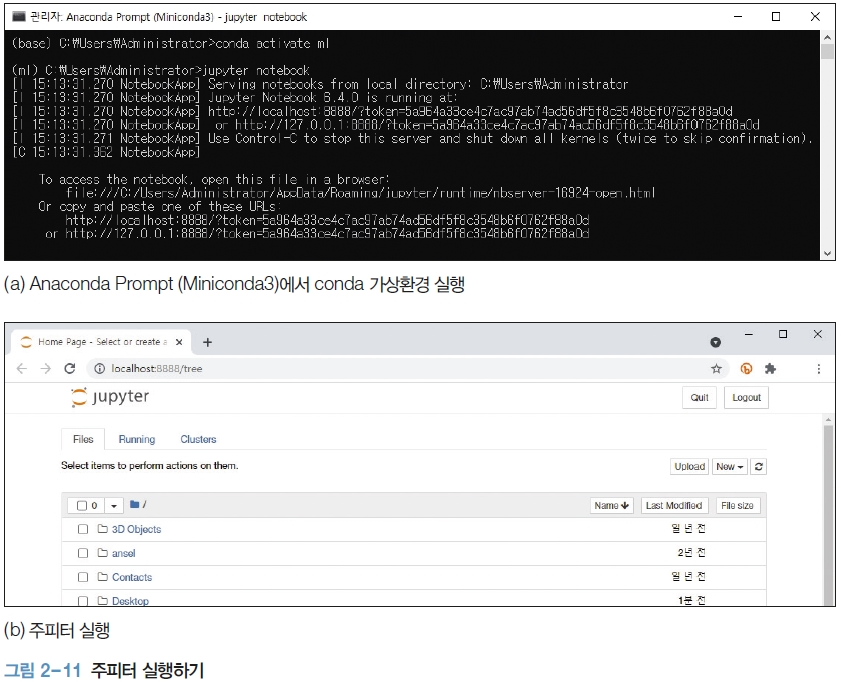 관리자: Anaconda Prompt (Miniconda3) - jupyter notebook
(base) C:₩Users₩Administrator>conda activate ml
(ml) C:₩Users₩Administrator>jupyter notebook
[I 15:13:31.270 NotebookApp] Serving notebooks from local directory: C:₩Users₩Administrator
[I 15:13:31.270 NotebookApp] Jupyter Notebook 6.4.0 is running at:
[I 15:13:31.270 NotebookApp] http://localhost:8888/?token=5a964a33ce4c7ac97ab74ad56df5f8c3548b6f0762f88a0d
[I 15:13:31.270 NotebookApp]  or http://127.0.0.1:8888/?token=5a964a33ce4c7ac97ab74ad56df5f8c3548b6f0762f88a0d
[I 15:13:31.271 NotebookApp] Use Control-C to stop this server and shut down all kernels (twice to skip confirmation).
[C 15:13:31.362 NotebookApp]
To access the notebook, open this file in a browser:
file:///C:/Users/Administrator/AppData/Roaming/jupyter/runtime/nbserver-16924-open.html
Or copy and paste one of these URLs:
http://localhost:8888/?token=5a964a33ce4c7ac97ab74ad56df5f8c3548b6f0762f88a0d
or http://127.0.0.1:8888/?token=5a964a33ce4c7ac97ab74ad56df5f8c3548b6f0762f88a0d
(a) Anaconda Prompt (Miniconda3)에서 conda 가상환경 실행
Home Page - Select or create a
localhost:8888/tree
jupyter Quit Logout
Files Running Clusters
Select items to perform actions on them. Upload New
0 / Name Last Modified File size
3D Objects 일 년 전
ansel 2년 전
Contacts 일 년 전
Desktop 1분 전
(b) 주피터 실행
그림 2-11 주피터 실행하기